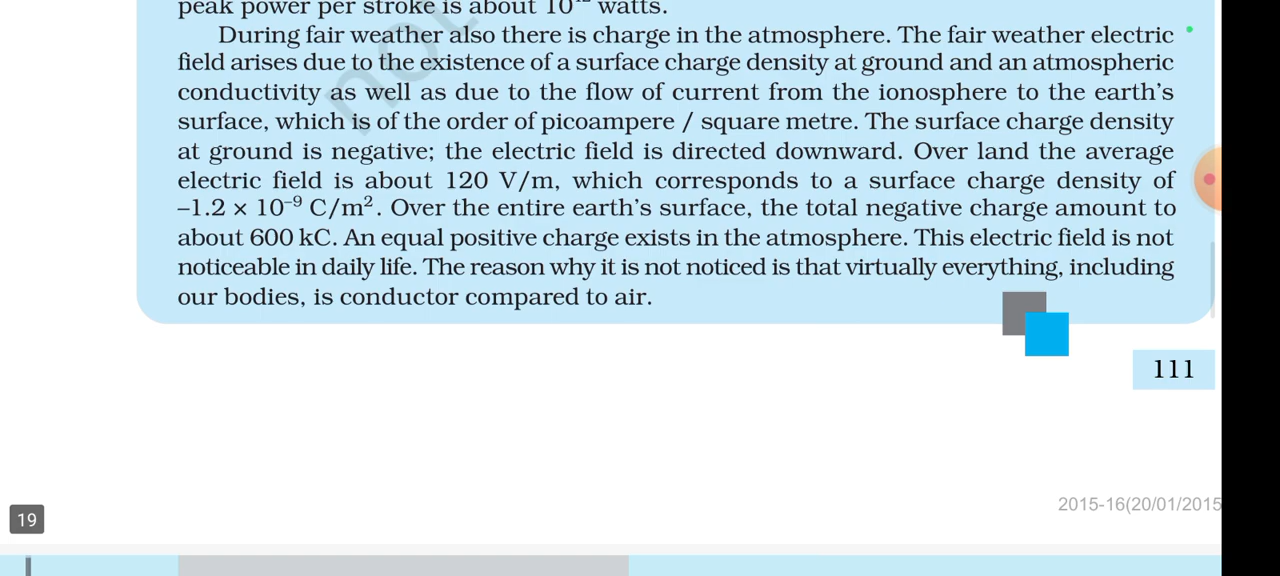 peak power per stroke is about 10¹² watts.
During fair weather also there is charge in the atmosphere. The fair weather electric
field arises due to the existence of a surface charge density at ground and an atmospheric
conductivity as well as due to the flow of current from the ionosphere to the earth's
surface, which is of the order of picoampere / square metre. The surface charge density
at ground is negative; the electric field is directed downward. Over land the average
electric field is about 120 V/m, which corresponds to a surface charge density of
–1.2 × 10⁻⁹ C/m². Over the entire earth's surface, the total negative charge amount to
about 600 kC. An equal positive charge exists in the atmosphere. This electric field is not
noticeable in daily life. The reason why it is not noticed is that virtually everything, including
our bodies, is conductor compared to air.
111
2015-16(20/01/2015
19
not